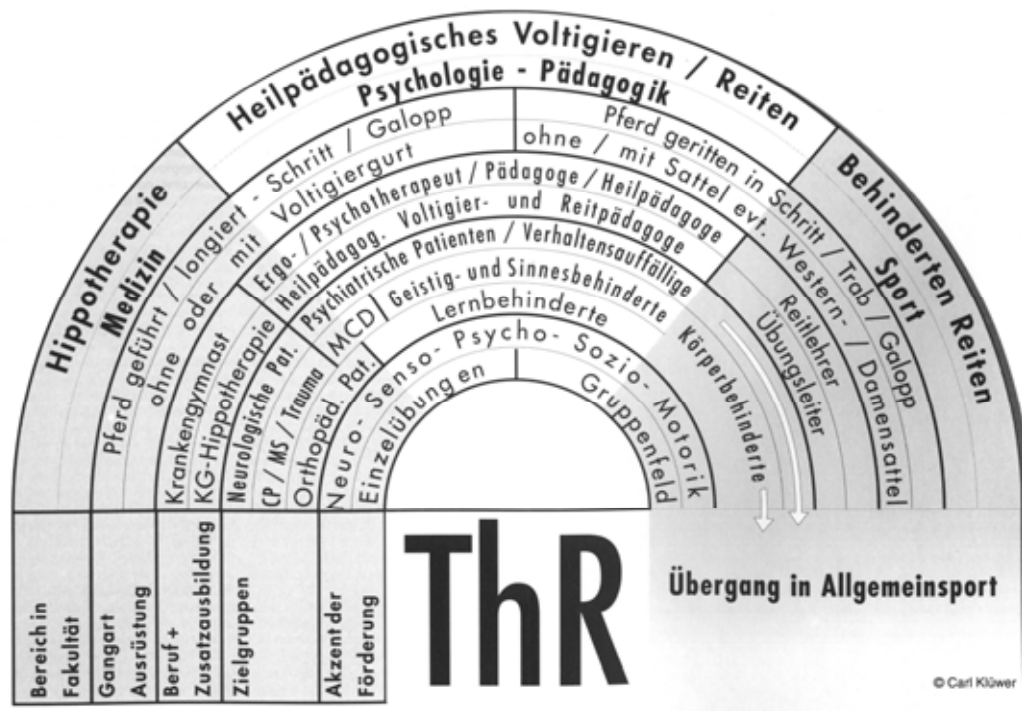 Heilpädagogisches Voltigieren / Reiten
Psychologie - Pädagogik
Hippotherapie
Medizin
Behinderten Reiten
Sport
Pferd geführt / longiert - Schritt / Galopp
ohne oder mit Voltigiergurt
Pferd geritten in Schritt / Trab / Galopp
ohne / mit Sattel evt. Western- / Damensattel
Krankengymnast
KG-Hippotherapie
Ergo- / Psychotherapeut / Pädagoge / Heilpädagoge
Heilpädagog. Voltigier- und Reitpädagoge
Reitlehrer
Übungsleiter
Neurologische Pat.
CP / MS / Trauma
Orthopäd. Pat.
Psychiatrische Patienten / Verhaltensauffällige
MCD
Geistig- und Sinnesbehinderte
Lernbehinderte
Körperbehinderte
Neuro- Senso- Psycho- Sozio- Motorik
Einzelübungen
Gruppenfeld
Bereich in
Fakultät
Gangart
Ausrüstung
Beruf +
Zusatzausbildung
Zielgruppen
Akzent der
Förderung
ThR
Übergang in Allgemeinsport
© Carl Klüwer